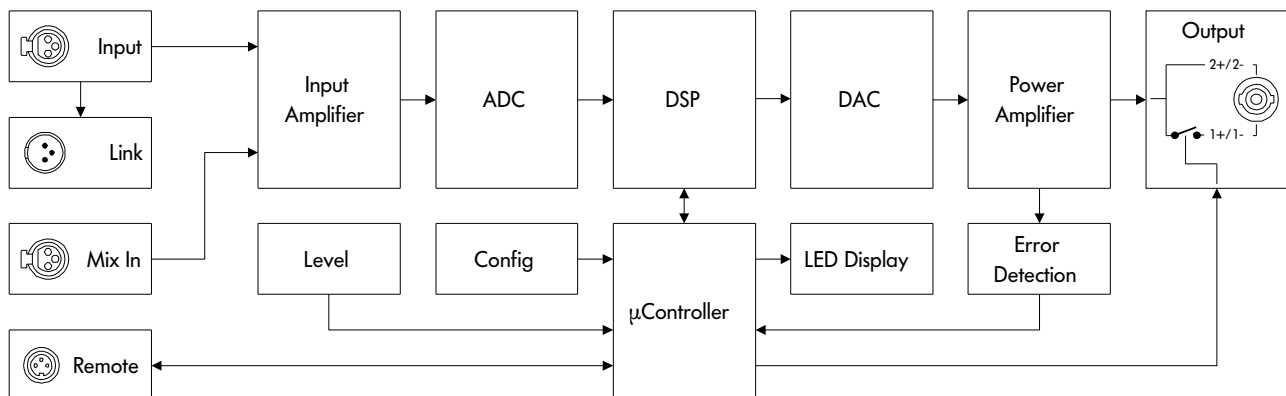 Input
Link
Mix In
Remote
Input
Amplifier
ADC
DSP
DAC
Power
Amplifier
Output
2+/2-
1+/1-
Level
Config
µController
LED Display
Error
Detection